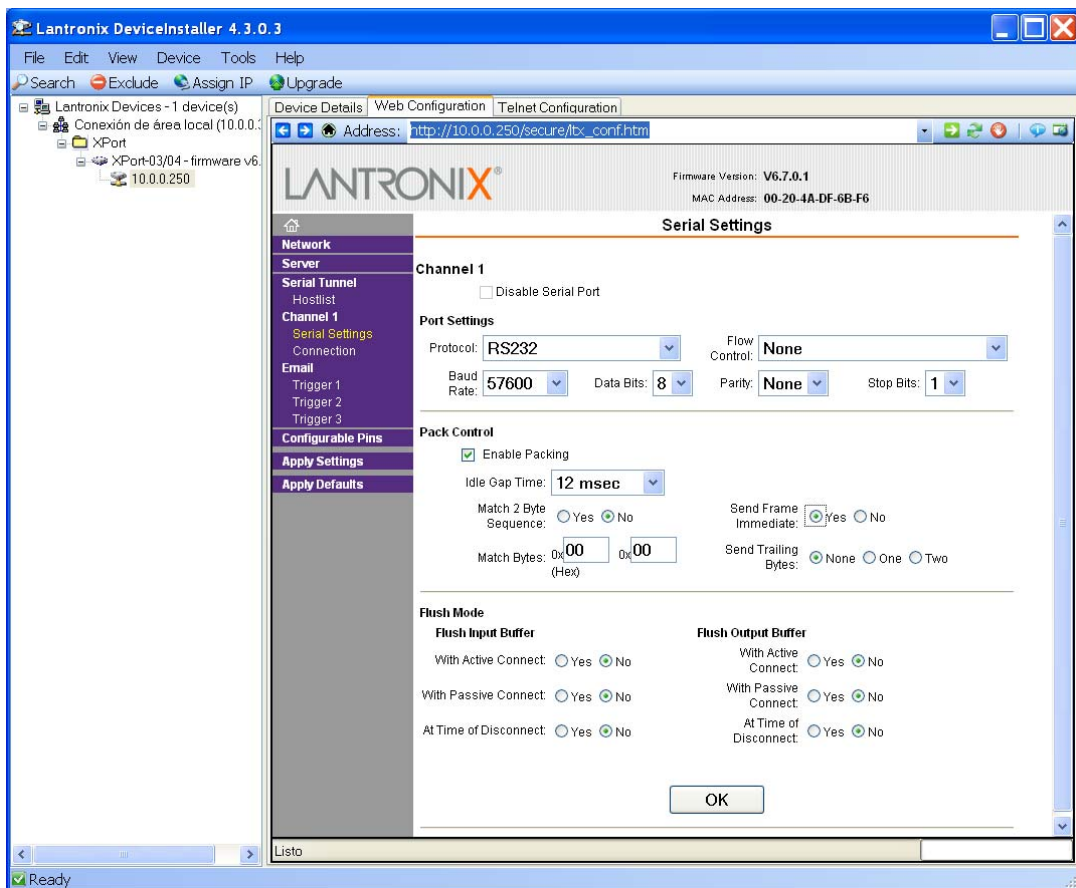 Lantronix DeviceInstaller 4.3.0.3
File Edit View Device Tools Help
Search Exclude Assign IP Upgrade
Lantronix Devices - 1 device(s)
Conexión de área local (10.0.0.
XPort
XPort-03/04 - firmware v6.
10.0.0.250
Device Details Web Configuration Telnet Configuration
Address: http://10.0.0.250/secure/ltx_conf.htm
LANTRONIX®
Firmware Version: V6.7.0.1
MAC Address: 00-20-4A-DF-6B-F6
Network
Server
Serial Tunnel
Hostlist
Channel 1
Serial Settings
Connection
Email
Trigger 1
Trigger 2
Trigger 3
Configurable Pins
Apply Settings
Apply Defaults
Serial Settings
Channel 1
Disable Serial Port
Port Settings
Protocol: RS232 Flow Control: None
Baud Rate: 57600 Data Bits: 8 Parity: None Stop Bits: 1
Pack Control
Enable Packing
Idle Gap Time: 12 msec
Match 2 Byte Sequence: Yes No Send Frame Immediate: Yes No
Match Bytes: 0x 00 0x 00 Send Trailing Bytes: None One Two
(Hex)
Flush Mode
Flush Input Buffer Flush Output Buffer
With Active Connect: Yes No With Active Connect: Yes No
With Passive Connect: Yes No With Passive Connect: Yes No
At Time of Disconnect: Yes No At Time of Disconnect: Yes No
OK
Listo
Ready